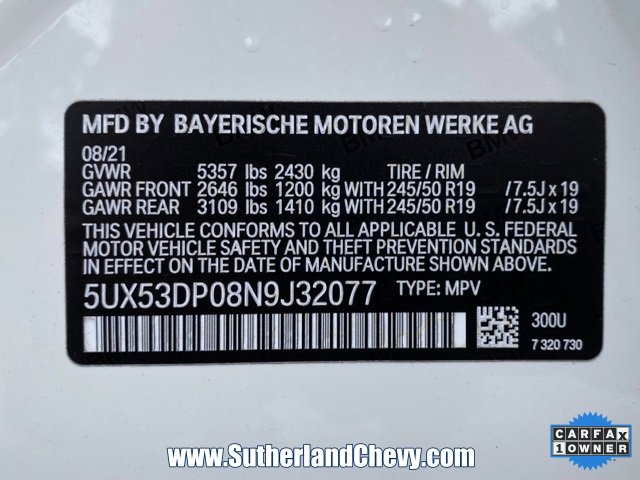 MFD BY BAYERISCHE MOTOREN WERKE AG
08/21
GVWR 5357 lbs 2430 kg TIRE / RIM
GAWR FRONT 2646 lbs 1200 kg WITH 245/50 R19 /7.5J x 19
GAWR REAR 3109 lbs 1410 kg WITH 245/50 R19 /7.5J x 19
THIS VEHICLE CONFORMS TO ALL APPLICABLE U. S. FEDERAL
MOTOR VEHICLE SAFETY AND THEFT PREVENTION STANDARDS
IN EFFECT ON THE DATE OF MANUFACTURE SHOWN ABOVE.
5UX53DP08N9J32077 TYPE: MPV
300U
7 320 730
CARFAX
1 OWNER
www.SutherlandChevy.com